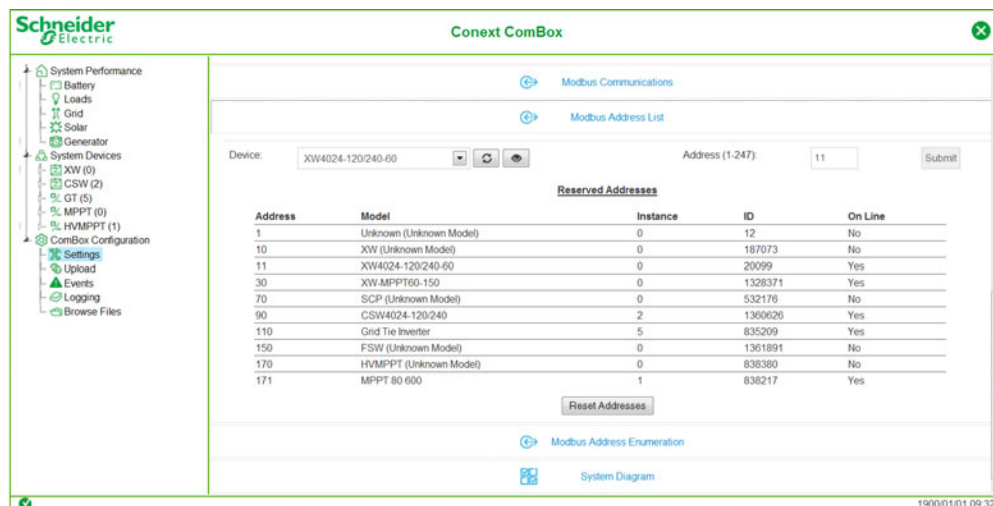 Schneider
Electric
Conext ComBox
System Performance
Battery
Loads
Grid
Solar
Generator
System Devices
XW (0)
CSW (2)
GT (5)
MPPT (0)
HVMPPT (1)
ComBox Configuration
Settings
Upload
Events
Logging
Browse Files
Modbus Communications
Modbus Address List
Device: XW4024-120/240-60 Address (1-247): 11 Submit
Reserved Addresses
Address Model Instance ID On Line
1 Unknown (Unknown Model) 0 12 No
10 XW (Unknown Model) 0 187073 No
11 XW4024-120/240-60 0 20099 Yes
30 XW-MPPT60-150 0 1328371 Yes
70 SCP (Unknown Model) 0 532176 No
90 CSW4024-120/240 2 1360626 Yes
110 Grid Tie Inverter 5 835209 Yes
150 FSW (Unknown Model) 0 1361891 No
170 HVMPPT (Unknown Model) 0 838380 No
171 MPPT 80 600 1 838217 Yes
Reset Addresses
Modbus Address Enumeration
System Diagram
1900/01/01 09:32